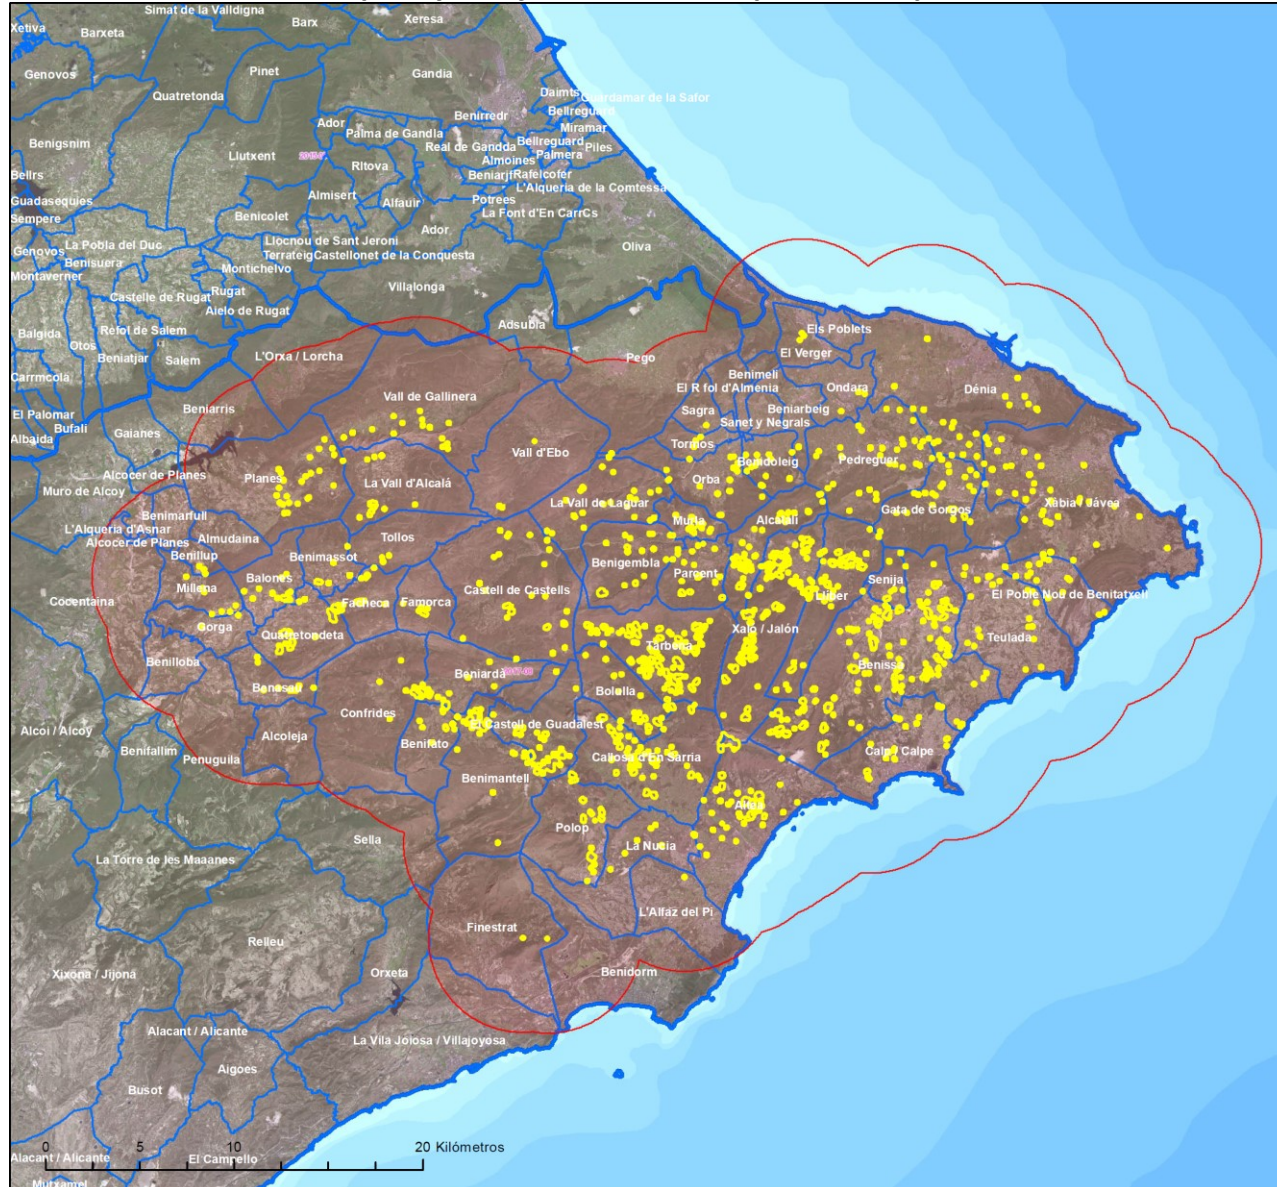 Simat de la Valldigna
Barx
Xeresa
Xetiva
Barxeta
Genovos
Pinet
Gandia
Quatretonda
Daimts
Guardamar de la Safor
Bellreguard
Benirredr
Ador
Palma de Gandia
Miramar
Benigsnim
Real de Gandda
Bellreguard
Piles
Llutxent
Almoines
Palmera
Rltova
Beniarjf
Rafelcofer
Bellrs
L'Alqueria de la Comtessa
Guadasequies
Almisert
Alfauir
Potrees
Sempere
Benicolet
La Font d'En CarrCs
Ador
Genovos
La Pobla del Duc
Llocnou de Sant Jeroni
Oliva
Benisuera
Terrateig
Castellonet de la Conquesta
Montaverner
Montichelvo
Villalonga
Castelle de Rugat
Rugat
Aielo de Rugat
Balgida
Otos
Rèfol de Salem
Adsubia
Els Poblets
Beniatjar
Salem
L'Orxa / Lorcha
Pego
El Verger
Carrmcola
Benimeli
El R fol d'Almenia
Ondara
Dénia
El Palomar
Beniarris
Vall de Gallinera
Sagra
Beniarbeig
Bufali
Gaianes
Sanet y Negrals
Albaida
Tormos
Vall d'Ebo
Benidoleig
Pedreguer
Alcocer de Planes
Planes
La Vall d'Alcalá
Orba
Muro de Alcoy
La Vall de Laguar
Xàbia / Jávea
Benimarfull
Gata de Gorgos
L'Alqueria d'Asnar
Murla
Alcalalí
Alcocer de Planes
Almudaina
Tollos
Benillup
Benimassot
Benigembla
Parcent
Millena
Balones
Castell de Castells
Senija
Cocentaina
Facheca
Famorca
Llíber
El Poble Nou de Benitatxell
Gorga
Quatretondeta
Xaló / Jalón
Teulada
Tàrbena
Benilloba
Beniardá
Benissa
Benasau
Bolulla
Alcoi / Alcoy
Confrides
El Castell de Guadalest
Alcoleja
Benifato
Benifallim
Penuguila
Callosa d'En Sarrià
Calp / Calpe
Benimantell
Altea
Polop
Sella
La Nucia
La Torre de les Maaanes
L'Alfaz del Pi
Finestrat
Relleu
Xixona / Jijoná
Orxeta
Benidorm
Alacant / Alicante
La Vila Joiosa / Villajoyosa
Aigoes
Busot
0 5 10 20 Kilómetros
Alacant / Alicante
El Campello
Mutxamel